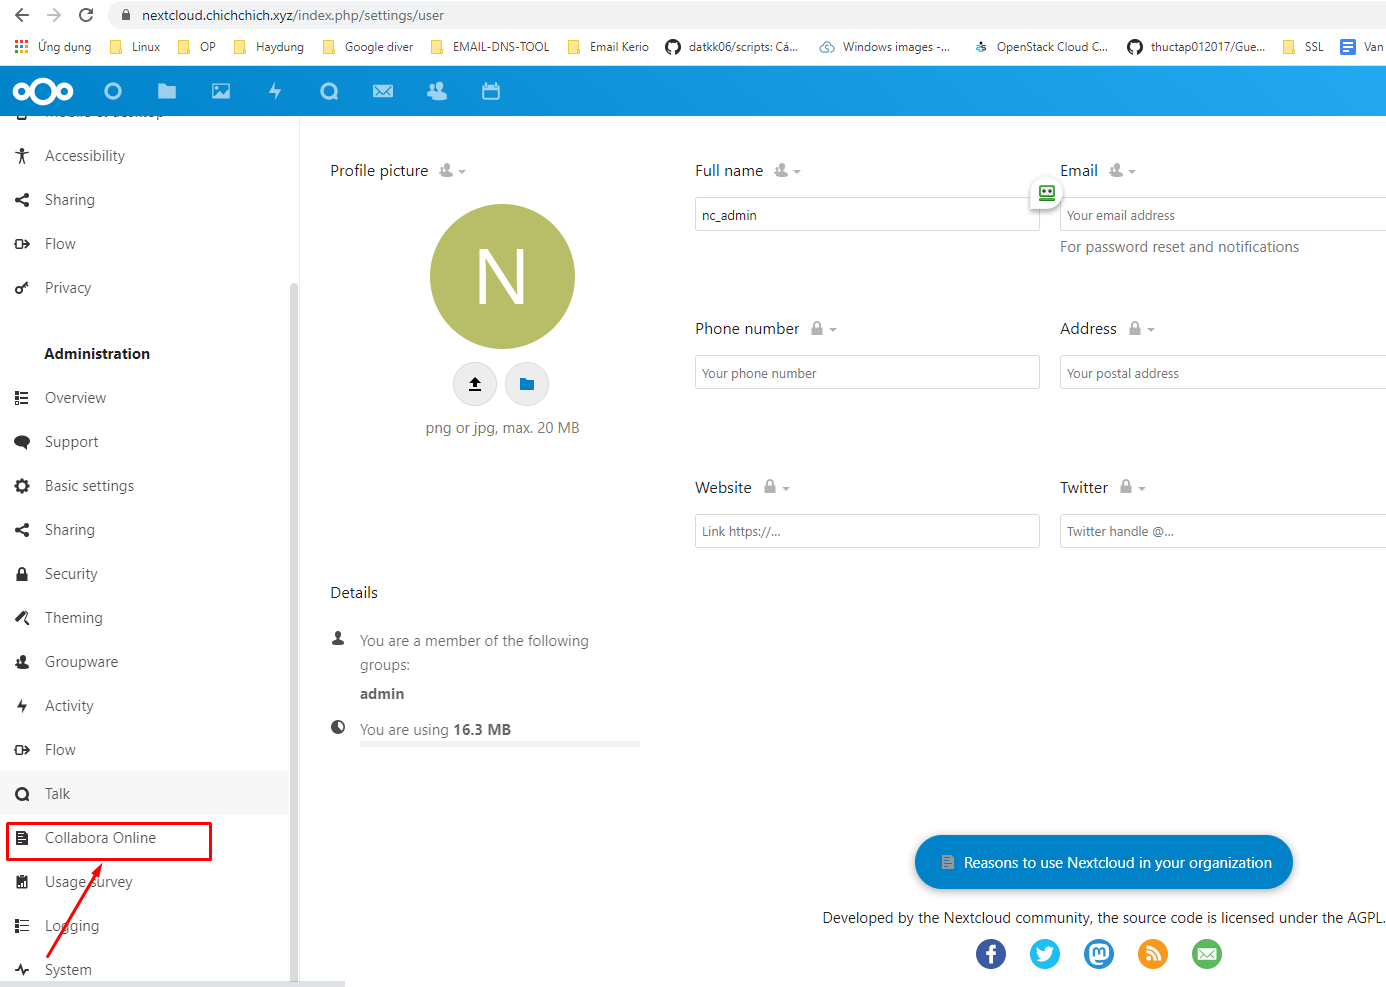 nextcloud.chichchich.xyz/index.php/settings/user
Ứng dụng Linux OP Haydung Google diver EMAIL-DNS-TOOL Email Kerio datkk06/scripts: Cá... Windows images -... OpenStack Cloud C... thuctap012017/Gue... SSL Van
Mobile & desktop
Accessibility
Sharing
Flow
Privacy
Administration
Overview
Support
Basic settings
Sharing
Security
Theming
Groupware
Activity
Flow
Talk
Collabora Online
Usage survey
Logging
System
Profile picture
N
png or jpg, max. 20 MB
Full name
nc_admin
Email
Your email address
For password reset and notifications
Phone number
Your phone number
Address
Your postal address
Website
Link https://...
Twitter
Twitter handle @...
Details
You are a member of the following
groups:
admin
You are using 16.3 MB
Reasons to use Nextcloud in your organization
Developed by the Nextcloud community, the source code is licensed under the AGPL.